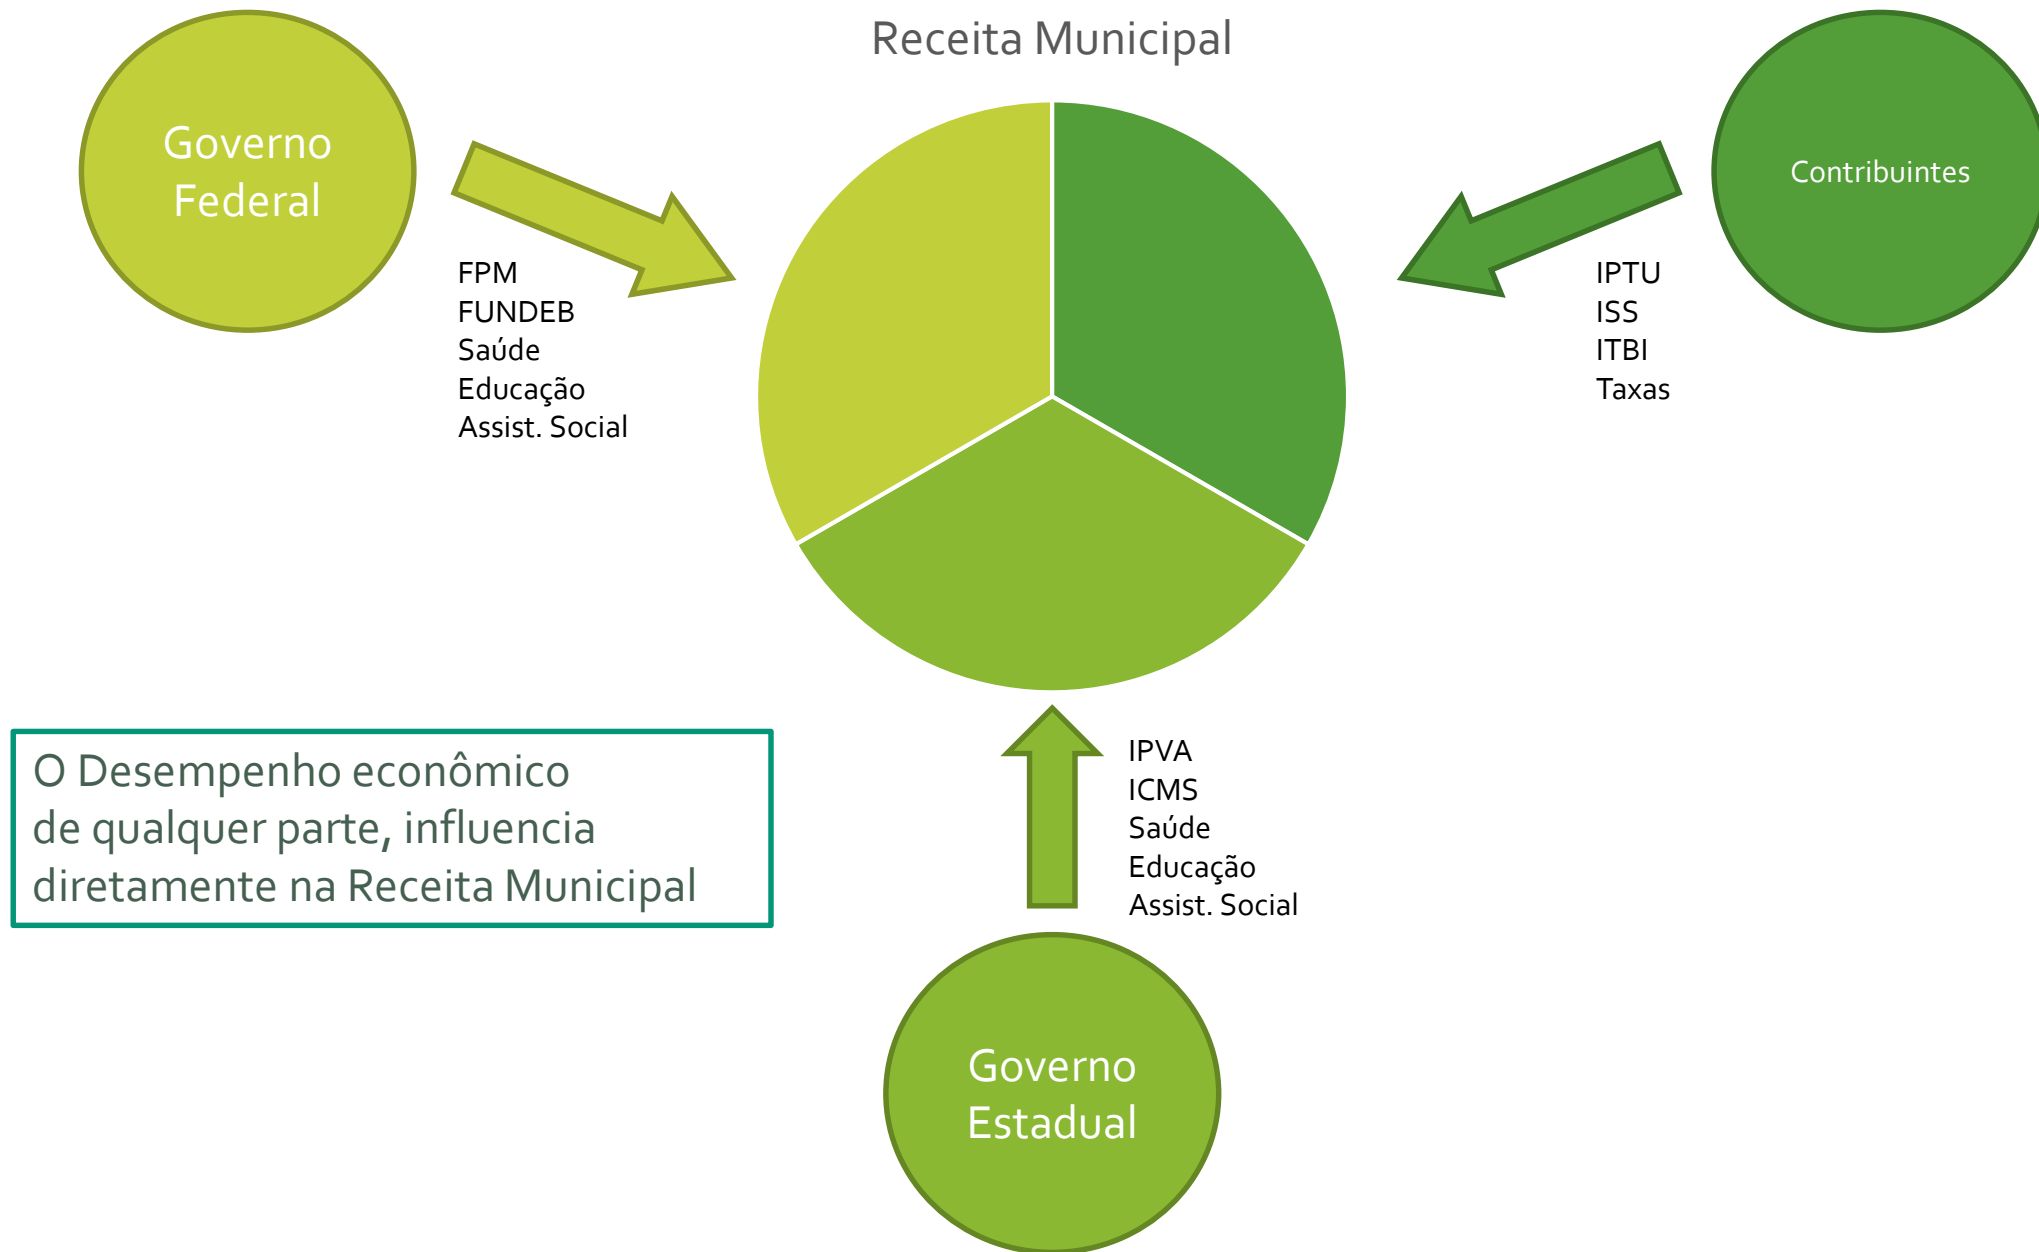 Receita Municipal
Governo
Federal
FPM
FUNDEB
Saúde
Educação
Assist. Social
Contribuintes
IPTU
ISS
ITBI
Taxas
O Desempenho econômico
de qualquer parte, influencia
diretamente na Receita Municipal
IPVA
ICMS
Saúde
Educação
Assist. Social
Governo
Estadual